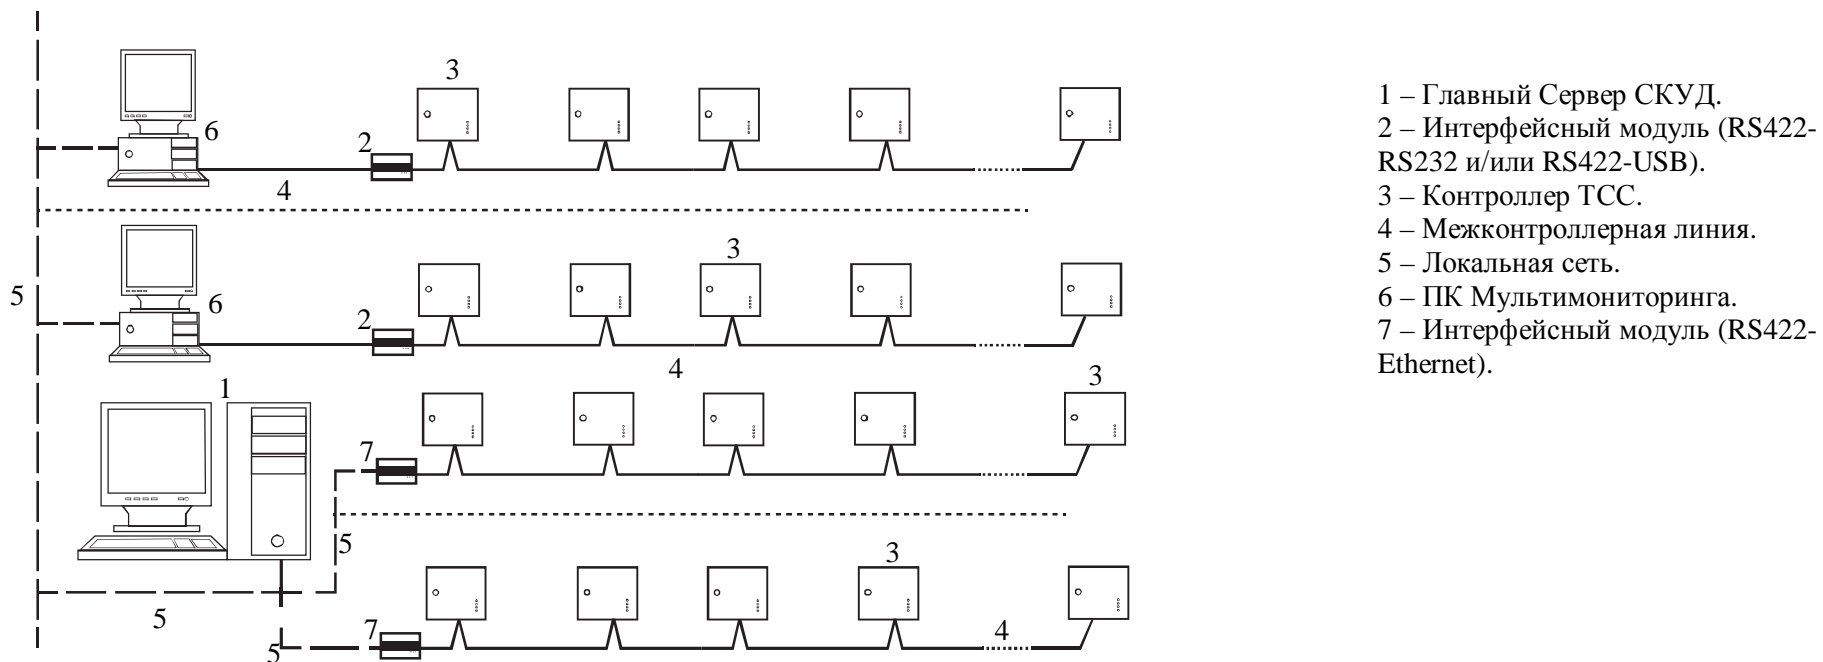 3
6
2
4
3
5
6
2
4
1
3
7
5
3
5
7
4
5
1 – Главный Сервер СКУД.
2 – Интерфейсный модуль (RS422-
RS232 и/или RS422-USB).
3 – Контроллер TCC.
4 – Межконтроллерная линия.
5 – Локальная сеть.
6 – ПК Мультимониторинга.
7 – Интерфейсный модуль (RS422-
Ethernet).